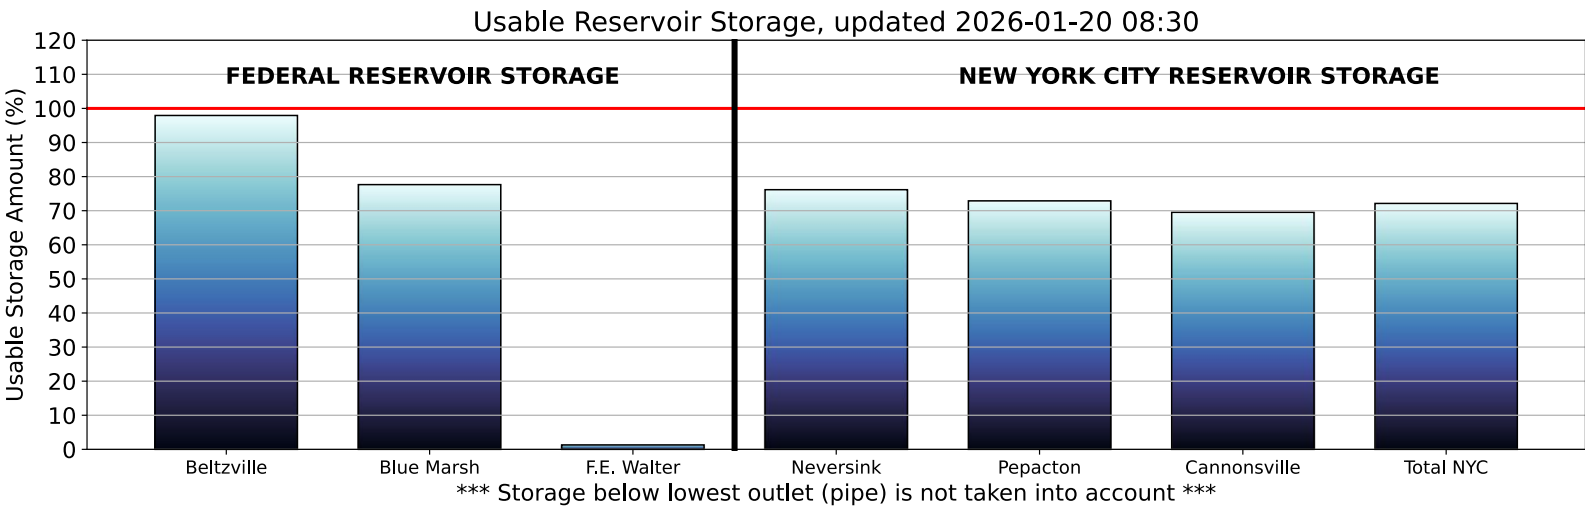 Usable Reservoir Storage, updated 2026-01-20 08:30
FEDERAL RESERVOIR STORAGE
NEW YORK CITY RESERVOIR STORAGE
Usable Storage Amount (%)
120
110
100
90
80
70
60
50
40
30
20
10
0
Beltzville
Blue Marsh
F.E. Walter
Neversink
Pepacton
Cannonsville
Total NYC
*** Storage below lowest outlet (pipe) is not taken into account ***